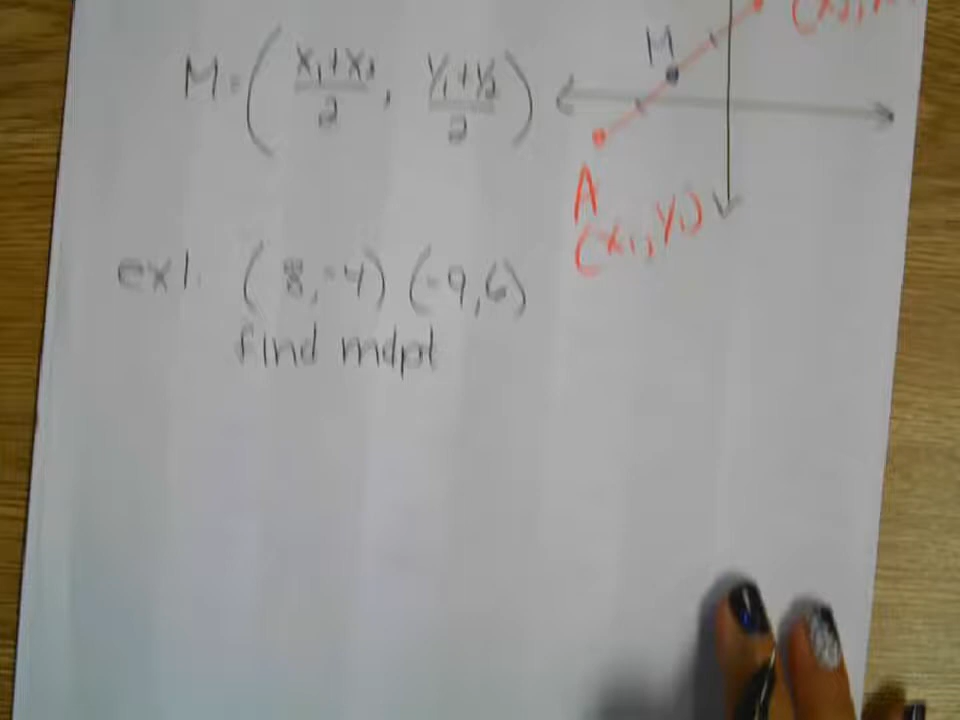 M = (x₁+x₂/2, y₁+y₂/2)
M
A
(x₁, y₁)
ex1. (8,-4) (-9,6)
find mdpt